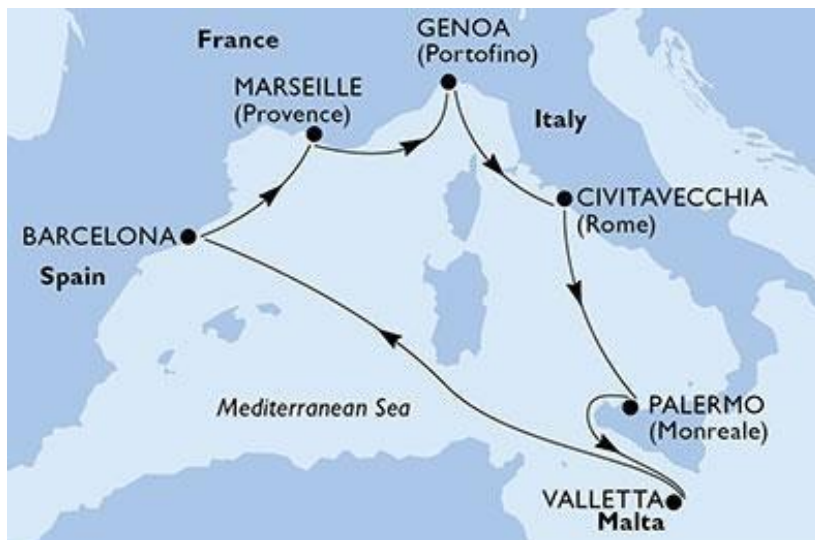 France
GENOA
(Portofino)
MARSEILLE
(Provence)
Italy
CIVITAVECCHIA
(Rome)
BARCELONA
Spain
Mediterranean Sea
PALERMO
(Monreale)
VALLETTA
Malta